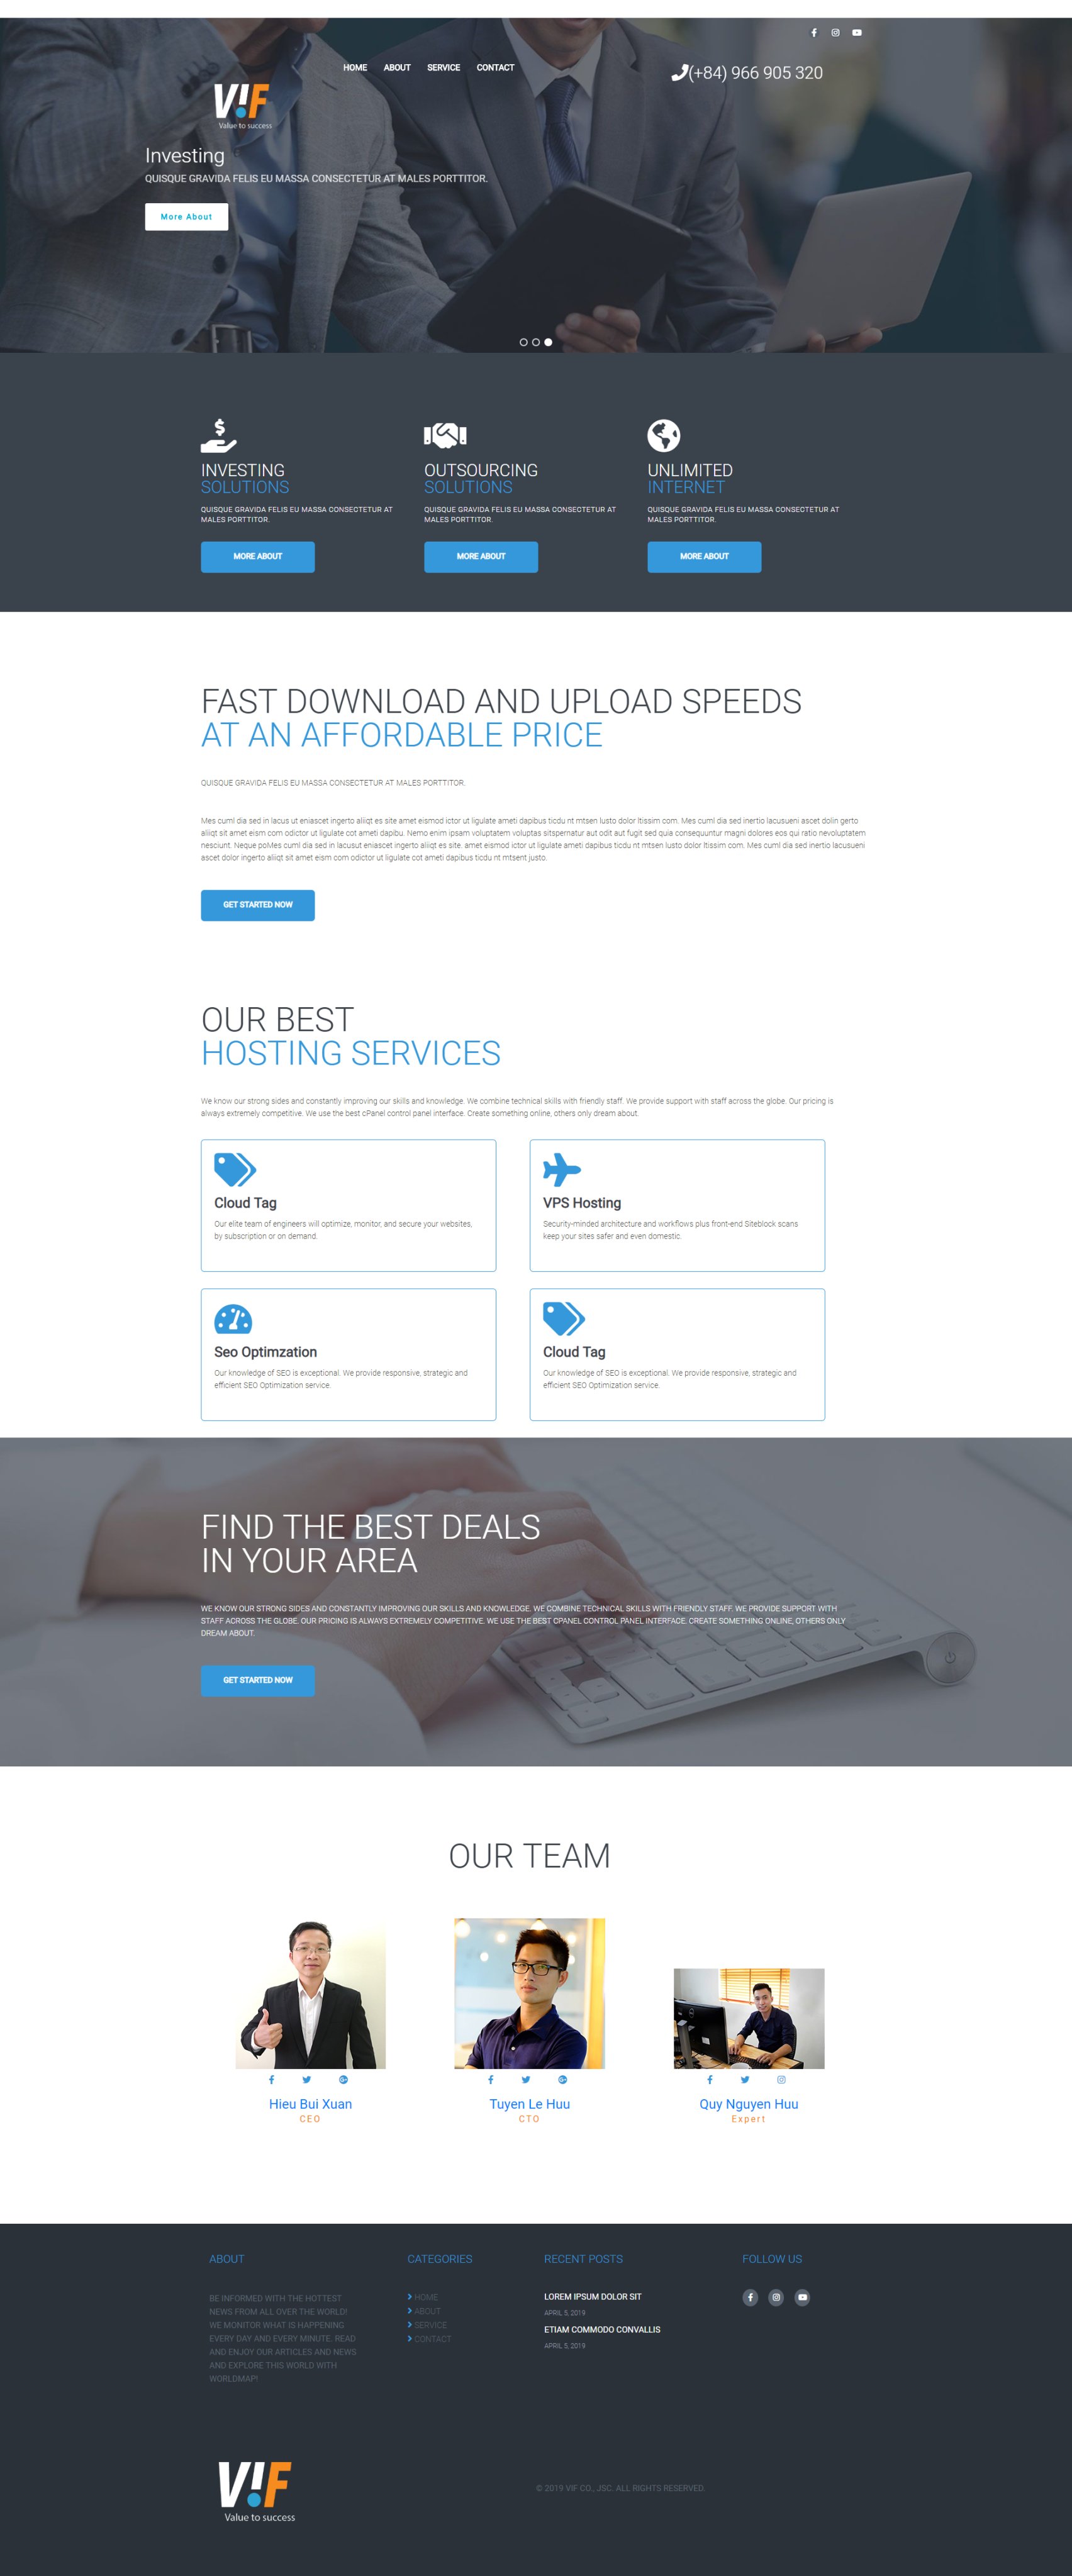 HOME ABOUT SERVICE CONTACT
(+84) 966 905 320
V!F
Value to success
Investing
QUISQUE GRAVIDA FELIS EU MASSA CONSECTETUR AT MALES PORTTITOR.
More About
INVESTING
SOLUTIONS
QUISQUE GRAVIDA FELIS EU MASSA CONSECTETUR AT
MALES PORTTITOR.
MORE ABOUT
OUTSOURCING
SOLUTIONS
QUISQUE GRAVIDA FELIS EU MASSA CONSECTETUR AT
MALES PORTTITOR.
MORE ABOUT
UNLIMITED
INTERNET
QUISQUE GRAVIDA FELIS EU MASSA CONSECTETUR AT
MALES PORTTITOR.
MORE ABOUT
FAST DOWNLOAD AND UPLOAD SPEEDS
AT AN AFFORDABLE PRICE
QUISQUE GRAVIDA FELIS EU MASSA CONSECTETUR AT MALES PORTTITOR.
Mes cuml dia sed in lacus ut eniascet ingerto aliiqt es site amet eismod ictor ut ligulate ameti dapibus ticdu nt mtsen lusto dolor ltissim com. Mes cuml dia sed inertio lacusueni ascet dolin gerto
aliiqt sit amet eism com odictor ut ligulate cot ameti dapibu. Nemo enim ipsam voluptatem voluptas sitspernatur aut odit aut fugit sed quia consequuntur magni dolores eos qui ratio nevoluptatem
nesciunt. Neque poMes cuml dia sed in lacusut eniascet ingerto aliiqt es site. amet eismod ictor ut ligulate ameti dapibus ticdu nt mtsen lusto dolor ltissim com. Mes cuml dia sed inertio lacusueni
ascet dolor ingerto aliiqt sit amet eism com odictor ut ligulate cot ameti dapibus ticdu nt mtsent justo.
GET STARTED NOW
OUR BEST
HOSTING SERVICES
We know our strong sides and constantly improving our skills and knowledge. We combine technical skills with friendly staff. We provide support with staff across the globe. Our pricing is
always extremely competitive. We use the best cPanel control panel interface. Create something online, others only dream about.
Cloud Tag
Our elite team of engineers will optimize, monitor, and secure your websites,
by subscription or on demand.
VPS Hosting
Security-minded architecture and workflows plus front-end Siteblock scans
keep your sites safer and even domestic.
Seo Optimzation
Our knowledge of SEO is exceptional. We provide responsive, strategic and
efficient SEO Optimization service.
Cloud Tag
Our knowledge of SEO is exceptional. We provide responsive, strategic and
efficient SEO Optimization service.
FIND THE BEST DEALS
IN YOUR AREA
WE KNOW OUR STRONG SIDES AND CONSTANTLY IMPROVING OUR SKILLS AND KNOWLEDGE. WE COMBINE TECHNICAL SKILLS WITH FRIENDLY STAFF. WE PROVIDE SUPPORT WITH
STAFF ACROSS THE GLOBE. OUR PRICING IS ALWAYS EXTREMELY COMPETITIVE. WE USE THE BEST CPANEL CONTROL PANEL INTERFACE. CREATE SOMETHING ONLINE, OTHERS ONLY
DREAM ABOUT.
GET STARTED NOW
OUR TEAM
Hieu Bui Xuan
CEO
Tuyen Le Huu
CTO
Quy Nguyen Huu
Expert
ABOUT
BE INFORMED WITH THE HOTTEST
NEWS FROM ALL OVER THE WORLD!
WE MONITOR WHAT IS HAPPENING
EVERY DAY AND EVERY MINUTE. READ
AND ENJOY OUR ARTICLES AND NEWS
AND EXPLORE THIS WORLD WITH
WORLDMAP!
CATEGORIES
HOME
ABOUT
SERVICE
CONTACT
RECENT POSTS
LOREM IPSUM DOLOR SIT
APRIL 5, 2019
ETIAM COMMODO CONVALLIS
APRIL 5, 2019
FOLLOW US
V!F
Value to success
© 2019 VIF CO., JSC. ALL RIGHTS RESERVED.